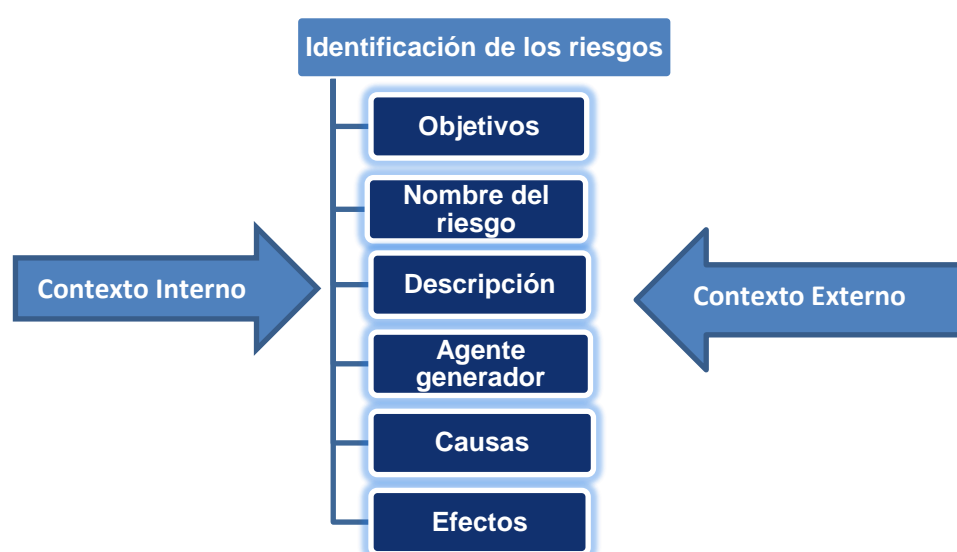 Identificación de los riesgos
Objetivos
Nombre del
riesgo
Contexto Interno
Descripción
Contexto Externo
Agente
generador
Causas
Efectos